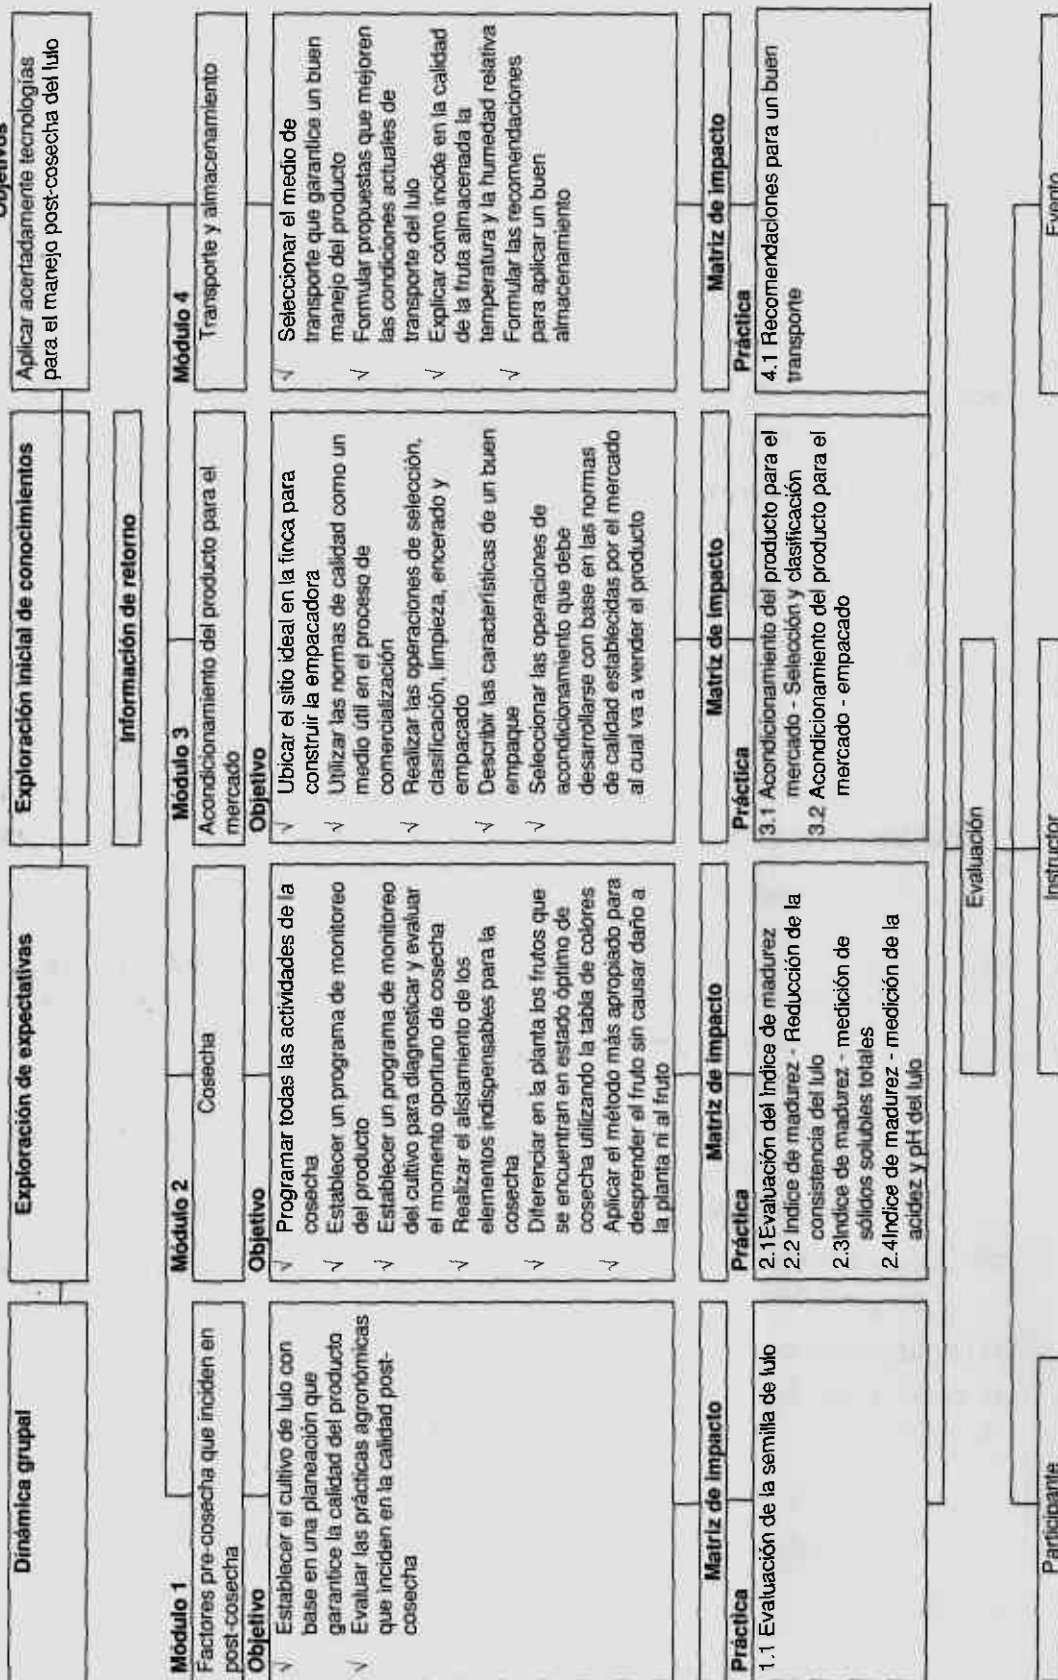 Dinámica grupal
Exploración de expectativas
Exploración inicial de conocimientos
Objetivos
Aplicar acertadamente tecnologías
para el manejo post-cosecha del lulo
Información de retorno
Módulo 1
Factores pre-cosecha que inciden en
post-cosecha
Objetivo
√ Establecer el cultivo de lulo con
base en una planeación que
garantice la calidad del producto
√ Evaluar las prácticas agronómicas
que inciden en la calidad post-
cosecha
Matriz de impacto
Práctica
1.1 Evaluación de la semilla de lulo
Módulo 2
Cosecha
Objetivo
√ Programar todas las actividades de la
cosecha
√ Establecer un programa de monitoreo
del producto
√ Establecer un programa de monitoreo
del cultivo para diagnosticar y evaluar
el momento oportuno de cosecha
√ Realizar el alistamiento de los
elementos indispensables para la
cosecha
√ Diferenciar en la planta los frutos que
se encuentran en estado óptimo de
cosecha utilizando la tabla de colores
√ Aplicar el método más apropiado para
desprender el fruto sin causar daño a
la planta ni al fruto
Matriz de impacto
Práctica
2.1Evaluación del Indice de madurez
2.2 Indice de madurez - Reducción de la
consistencia del lulo
2.3Indice de madurez - medición de
sólidos solubles totales
2.4Indice de madurez - medición de la
acidez y pH del lulo
Módulo 3
Acondicionamiento del producto para el
mercado
Objetivo
√ Ubicar el sitio ideal en la finca para
construir la empacadora
√ Utilizar las normas de calidad como un
medio útil en el proceso de
comercialización
√ Realizar las operaciones de selección,
clasificación, limpieza, encerado y
empacado
√ Describir las características de un buen
empaque
√ Seleccionar las operaciones de
acondicionamiento que debe
desarrollarse con base en las normas
de calidad establecidas por el mercado
al cual va a vender el producto
Matriz de impacto
Práctica
3.1 Acondicionamiento del producto para el
mercado - Selección y clasificación
3.2 Acondicionamiento del producto para el
mercado - empacado
Módulo 4
Transporte y almacenamiento
√ Seleccionar el medio de
transporte que garantice un buen
manejo del producto
√ Formular propuestas que mejoren
las condiciones actuales de
transporte del lulo
√ Explicar cómo incide en la calidad
de la fruta almacenada la
temperatura y la humedad relativa
√ Formular las recomendaciones
para aplicar un buen
almacenamiento
Matriz de impacto
Práctica
4.1 Recomendaciones para un buen
transporte
Evaluación
Participante
Instructor
Evento